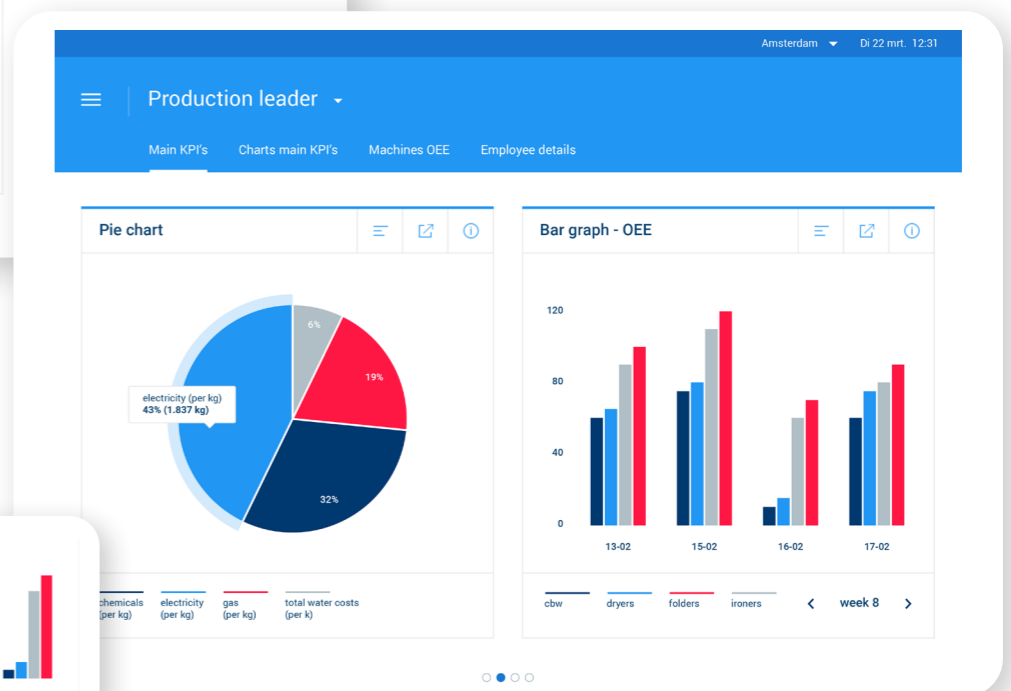 Amsterdam Di 22 mrt. 12:31
Production leader
Main KPI's Charts main KPI's Machines OEE Employee details
Pie chart
6%
19%
electricity (per kg)
43% (1.837 kg)
32%
chemicals (per kg)
electricity (per kg)
gas (per kg)
total water costs (per k)
Bar graph - OEE
120
80
40
0
13-02 15-02 16-02 17-02
cbw dryers folders ironers week 8